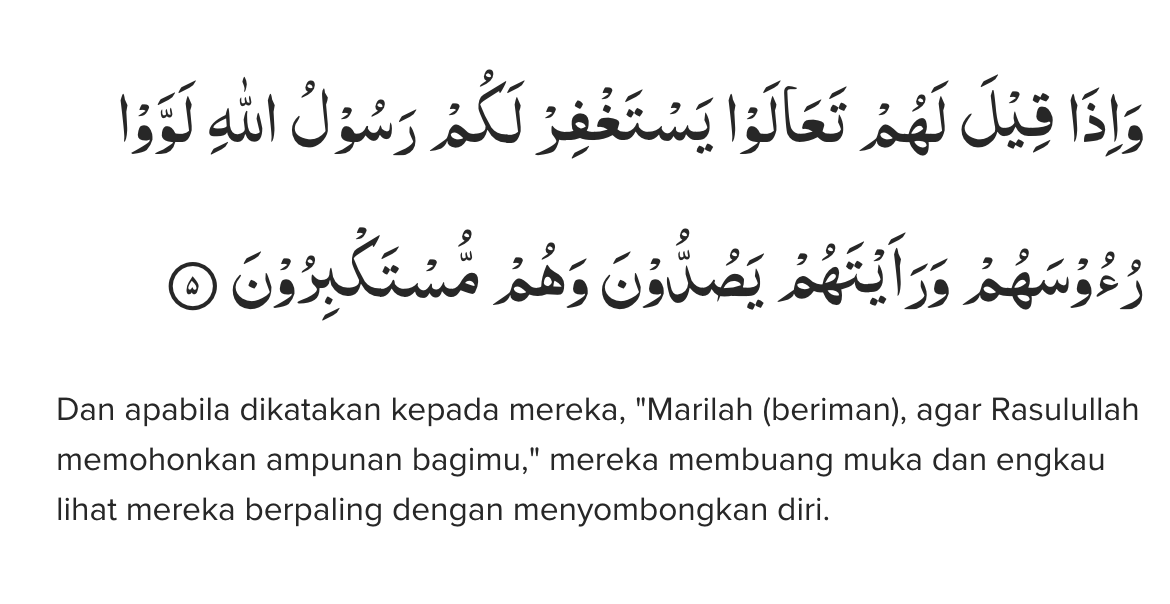 وَاِذَا قِيْلَ لَهُمْ تَعَالَوْا يَسْتَغْفِرْ لَكُمْ رَسُوْلُ اللّٰهِ لَوَّوْا
رُءُوْسَهُمْ وَرَاَيْتَهُمْ يَصُدُّوْنَ وَهُمْ مُّسْتَكْبِرُوْنَ ۝٥
Dan apabila dikatakan kepada mereka, "Marilah (beriman), agar Rasulullah
memohonkan ampunan bagimu," mereka membuang muka dan engkau
lihat mereka berpaling dengan menyombongkan diri.